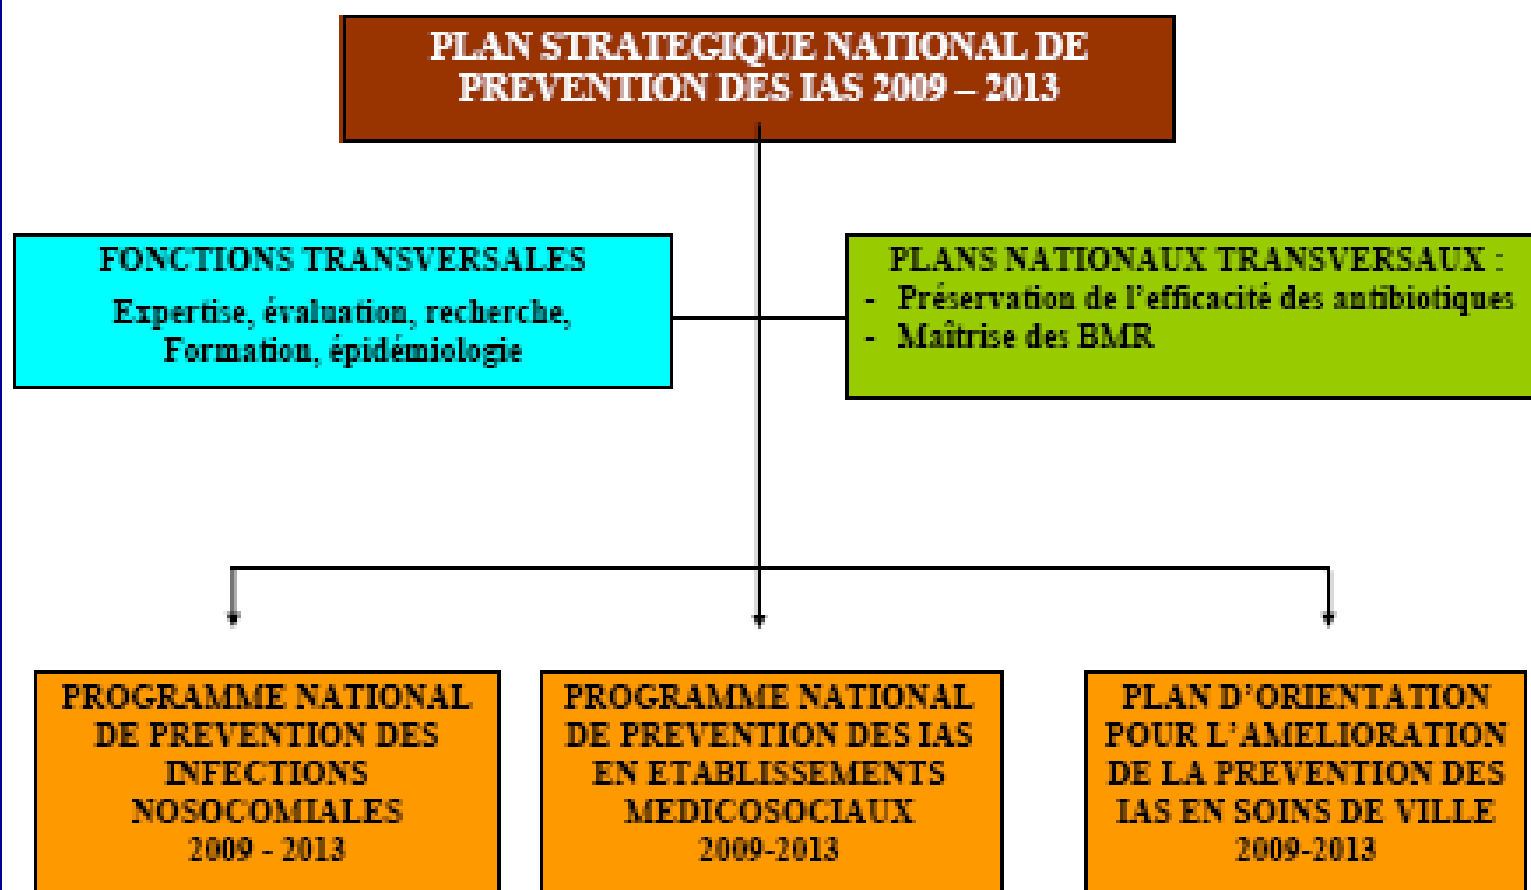 PLAN STRATEGIQUE NATIONAL DE
PREVENTION DES IAS 2009 – 2013
FONCTIONS TRANSVERSALES
Expertise, évaluation, recherche,
Formation, épidémiologie
PLANS NATIONAUX TRANSVERSAUX :
- Préservation de l'efficacité des antibiotiques
- Maîtrise des BMR
PROGRAMME NATIONAL
DE PREVENTION DES
INFECTIONS
NOSOCOMIALES
2009 - 2013
PROGRAMME NATIONAL
DE PREVENTION DES IAS
EN ETABLISSEMENTS
MEDICOSOCIAUX
2009-2013
PLAN D'ORIENTATION
POUR L'AMELIORATION
DE LA PREVENTION DES
IAS EN SOINS DE VILLE
2009-2013